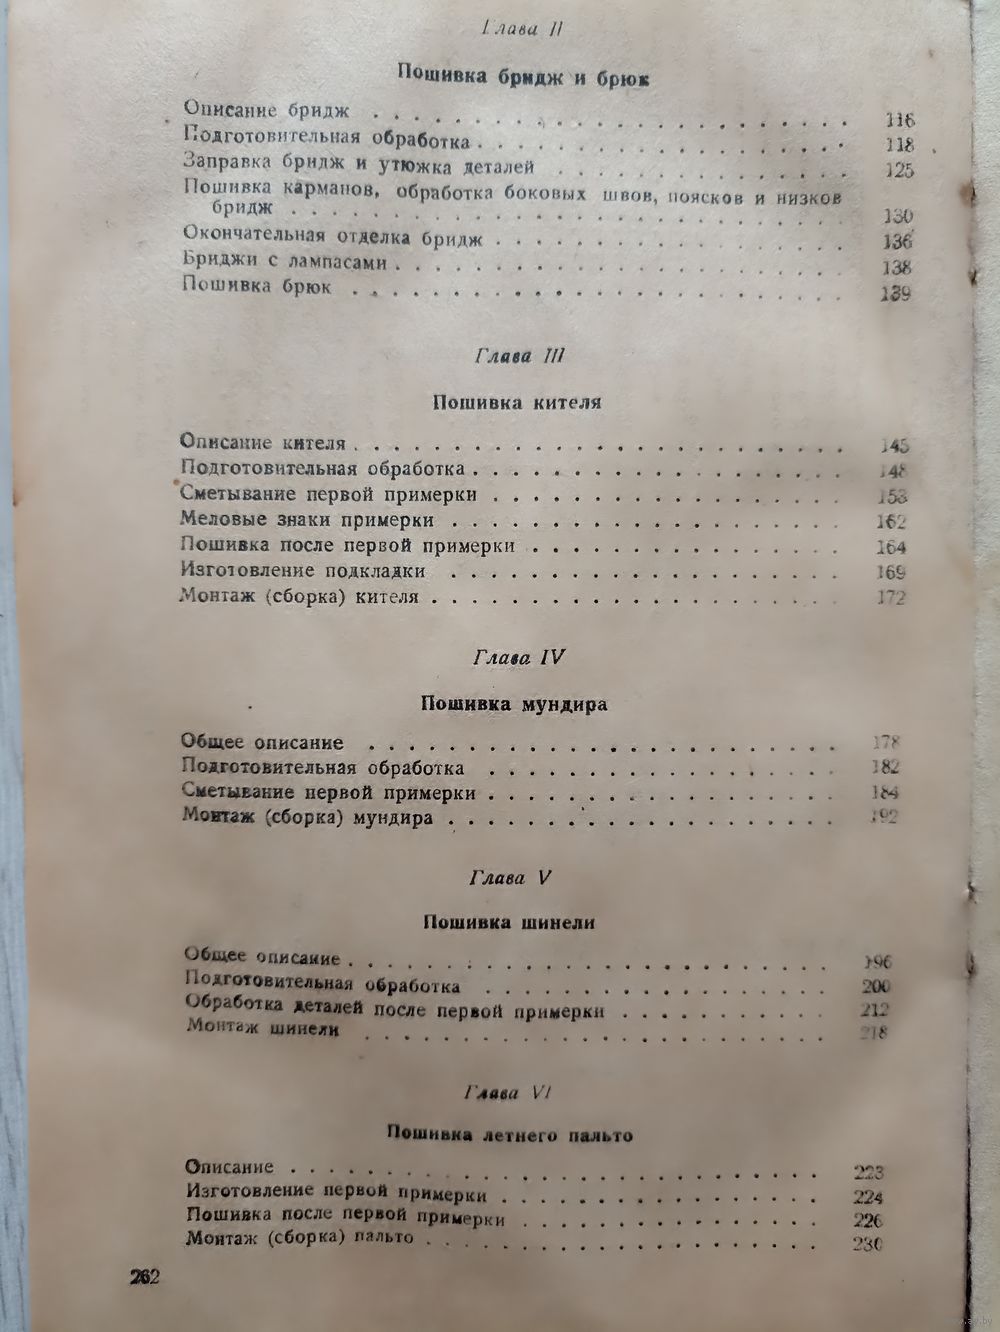 Глава II
Пошивка бридж и брюк
Описание бридж . . . . . . . . . . . . . . . . . . . . . . . . 116
Подготовительная обработка . . . . . . . . . . . . . . . . . . . 118
Заправка бридж и утюжка деталей . . . . . . . . . . . . . . . 125
Пошивка карманов, обработка боковых швов, поясков и низков
бридж . . . . . . . . . . . . . . . . . . . . . . . . . . . . 130
Окончательная отделка бридж . . . . . . . . . . . . . . . . . . 136
Бриджи с лампасами . . . . . . . . . . . . . . . . . . . . . . . 138
Пошивка брюк . . . . . . . . . . . . . . . . . . . . . . . . . 139
Глава III
Пошивка кителя
Описание кителя . . . . . . . . . . . . . . . . . . . . . . . . . 145
Подготовительная обработка . . . . . . . . . . . . . . . . . . . 148
Сметывание первой примерки . . . . . . . . . . . . . . . . . . 153
Меловые знаки примерки . . . . . . . . . . . . . . . . . . . . 162
Пошивка после первой примерки . . . . . . . . . . . . . . . . 164
Изготовление подкладки . . . . . . . . . . . . . . . . . . . . 169
Монтаж (сборка) кителя . . . . . . . . . . . . . . . . . . . . . 172
Глава IV
Пошивка мундира
Общее описание . . . . . . . . . . . . . . . . . . . . . . . . 178
Подготовительная обработка . . . . . . . . . . . . . . . . . . 182
Сметывание первой примерки . . . . . . . . . . . . . . . . . . 184
Монтаж (сборка) мундира . . . . . . . . . . . . . . . . . . . . 192
Глава V
Пошивка шинели
Общее описание . . . . . . . . . . . . . . . . . . . . . . . . 196
Подготовительная обработка . . . . . . . . . . . . . . . . . . 200
Обработка деталей после первой примерки . . . . . . . . . . . 212
Монтаж шинели . . . . . . . . . . . . . . . . . . . . . . . . 218
Глава VI
Пошивка летнего пальто
Описание . . . . . . . . . . . . . . . . . . . . . . . . . . . 223
Изготовление первой примерки . . . . . . . . . . . . . . . . . 224
Пошивка после первой примерки . . . . . . . . . . . . . . . . 226
Монтаж (сборка) пальто . . . . . . . . . . . . . . . . . . . . 230
262